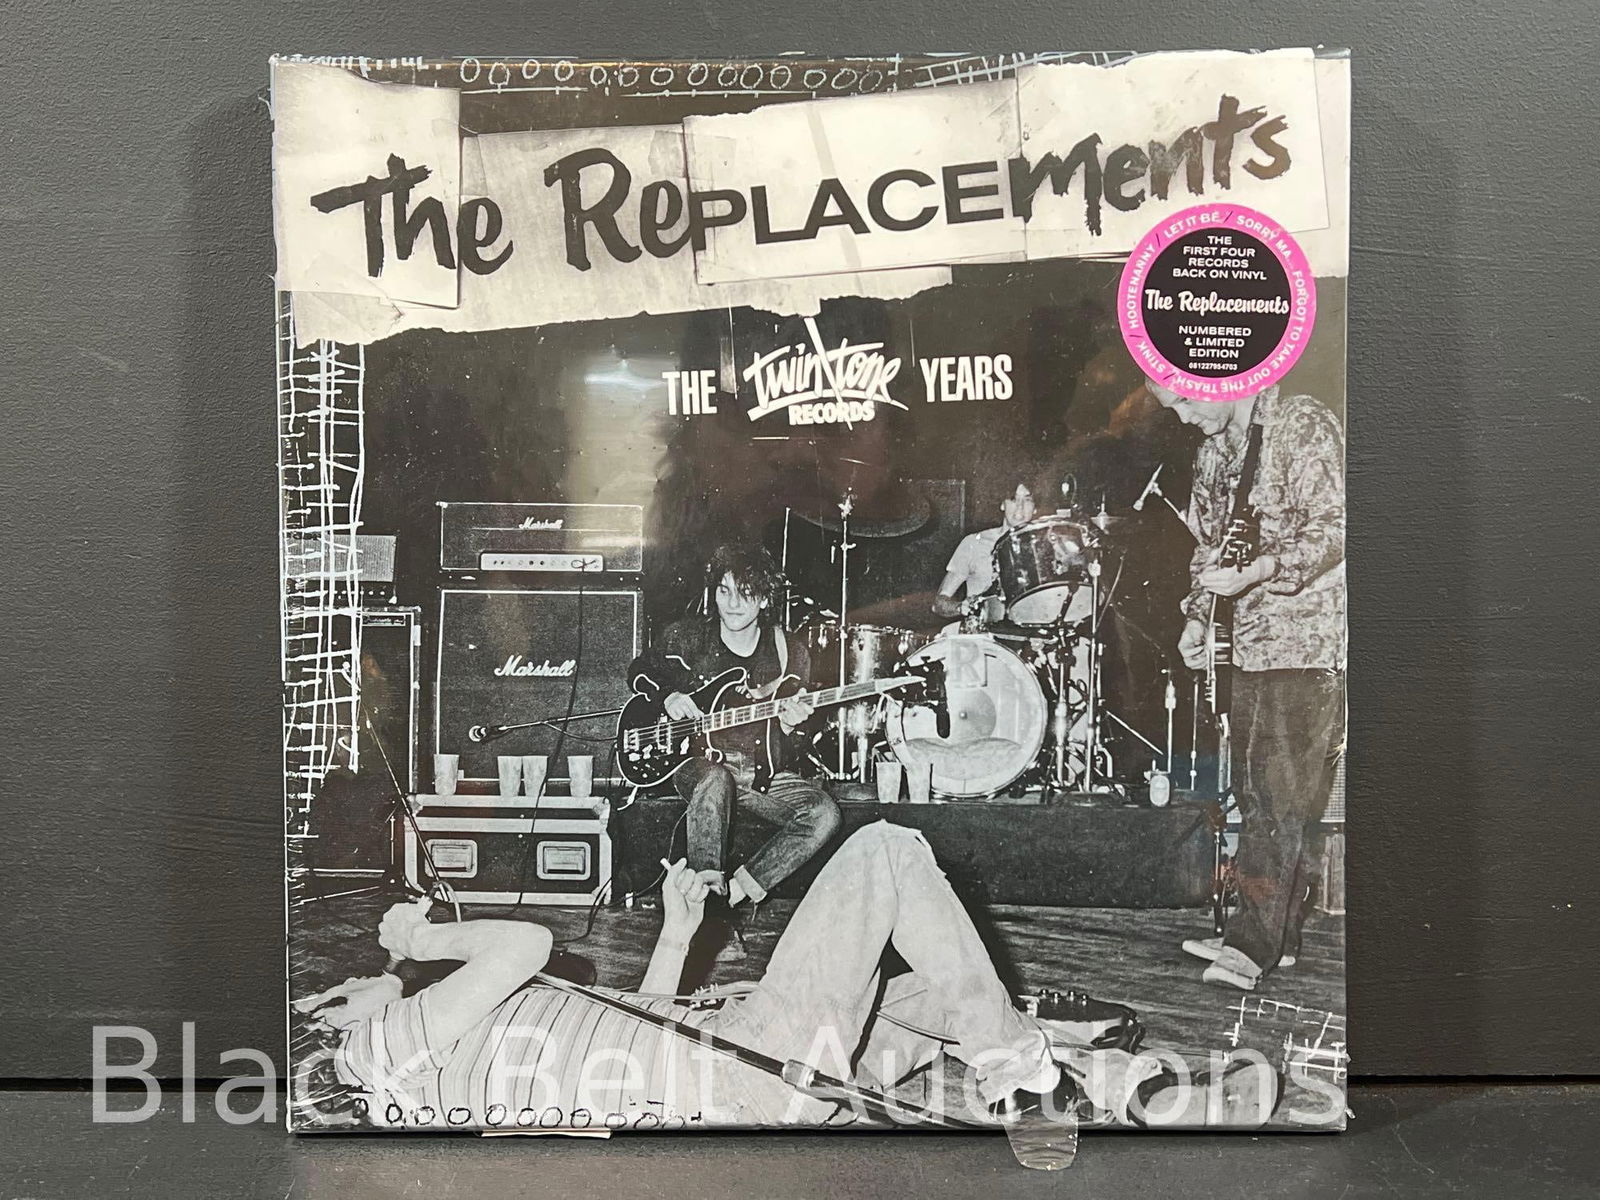 The Replacements
THE twin/tone YEARS
RECORDS
HOOTENANNY / LET IT BE / SORRY MA, FORGOT TO TAKE OUT THE TRASH / STINK /
THE
FIRST FOUR
RECORDS
BACK ON VINYL
The Replacements
NUMBERED
& LIMITED
EDITION
081227954703
Marshall
Marshall
R
Black Belt Auctions